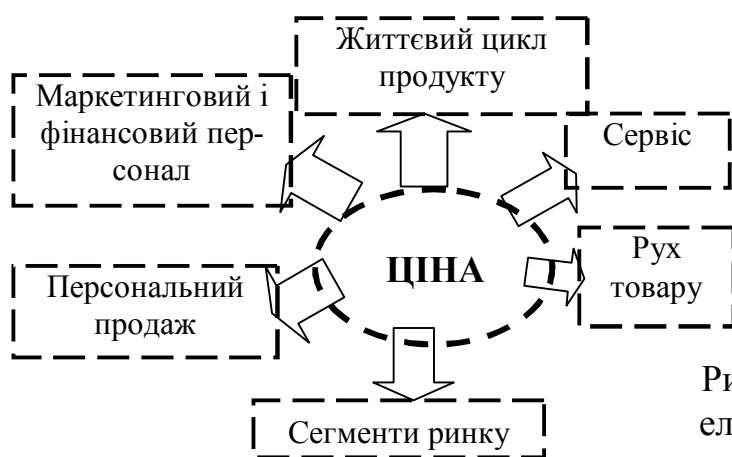 Життєвий цикл
продукту
Маркетинговий і
фінансовий пер-
сонал
Сервіс
ЦІНА
Рух
товару
Персональний
продаж
Сегменти ринку